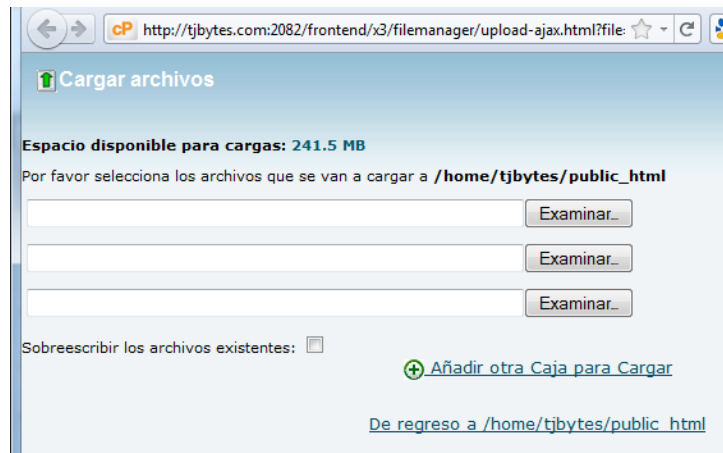 cP http://tjbytes.com:2082/frontend/x3/filemanager/upload-ajax.html?file:
Cargar archivos
Espacio disponible para cargas: 241.5 MB
Por favor selecciona los archivos que se van a cargar a /home/tjbytes/public_html
Examinar...
Examinar...
Examinar...
Sobreescribir los archivos existentes:
Añadir otra Caja para Cargar
De regreso a /home/tjbytes/public_html